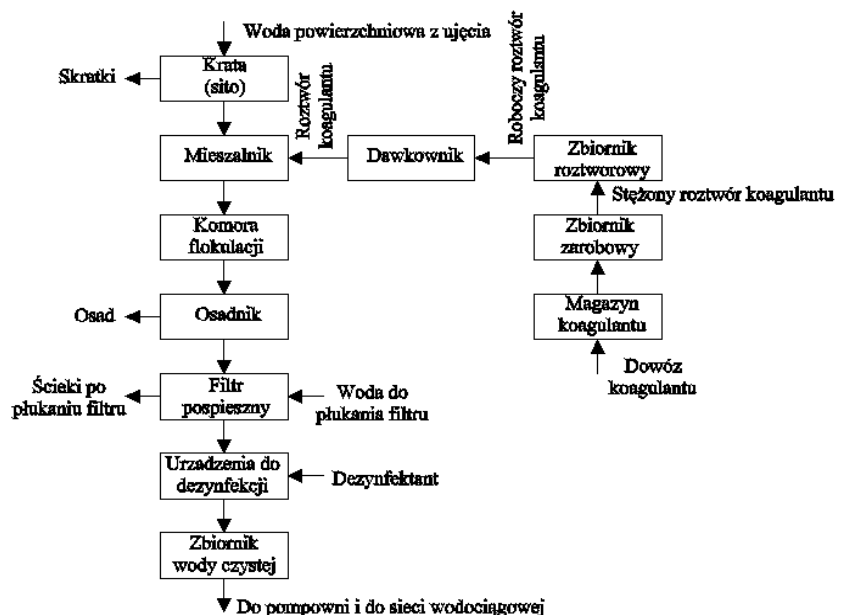 Woda powierzchniowa z ujęcia
Skratki
Krata
(sito)
Roztwór
koagulantu
Roboczy roztwór
koagulantu
Mieszalnik
Dawkownik
Zbiornik
roztworowy
Stężony roztwór koagulantu
Komora
flokulacji
Zbiornik
zarobowy
Osad
Osadnik
Magazyn
koagulantu
Dowóz
koagulantu
Ścieki po
płukaniu filtru
Filtr
pospieszny
Woda do
płukania filtru
Urzadzenia do
dezynfekcji
Dezynfektant
Zbiornik
wody czystej
Do pompowni i do sieci wodociągowej